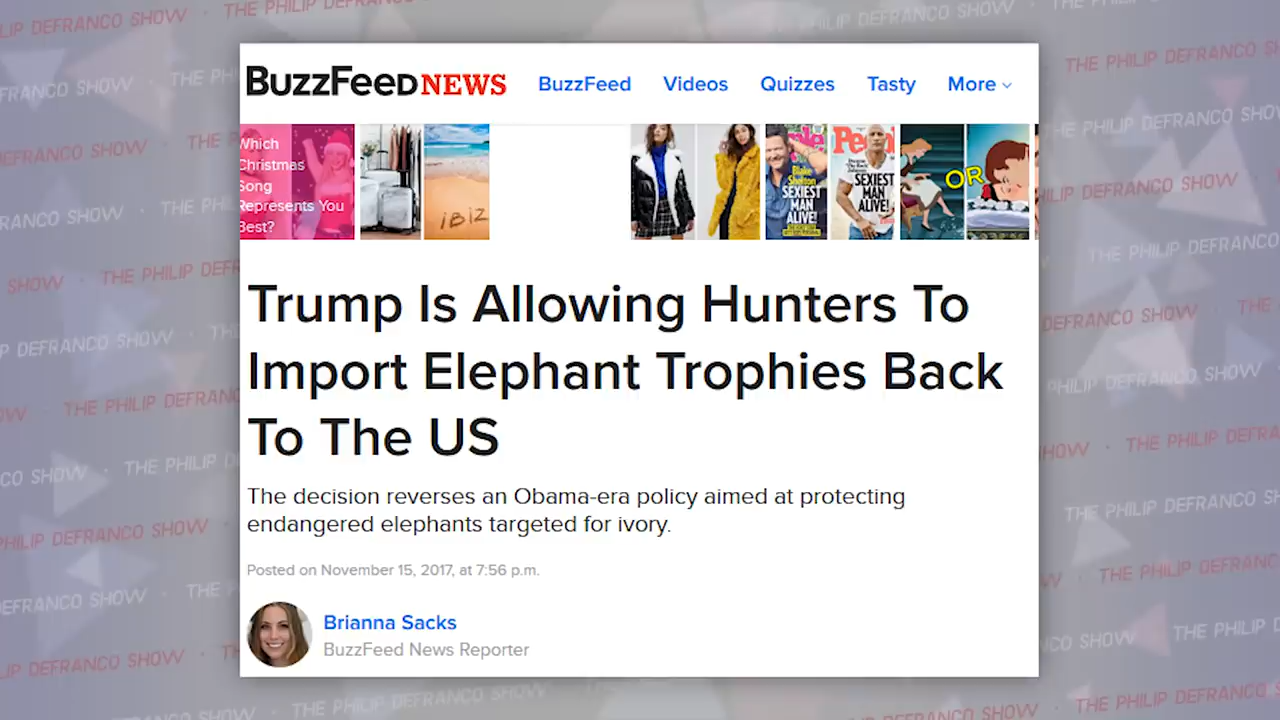 BuzzFeed NEWS BuzzFeed Videos Quizzes Tasty More
Which
Christmas
Song
Represents You
Best?
IBIZ
Blake
Shelton
SEXIEST
MAN
ALIVE!
Peo
SEXIEST
MAN
ALIVE!
OR
Trump Is Allowing Hunters To
Import Elephant Trophies Back
To The US
The decision reverses an Obama-era policy aimed at protecting
endangered elephants targeted for ivory.
Posted on November 15, 2017, at 7:56 p.m.
Brianna Sacks
BuzzFeed News Reporter
THE PHILIP DEFRANCO SHOW